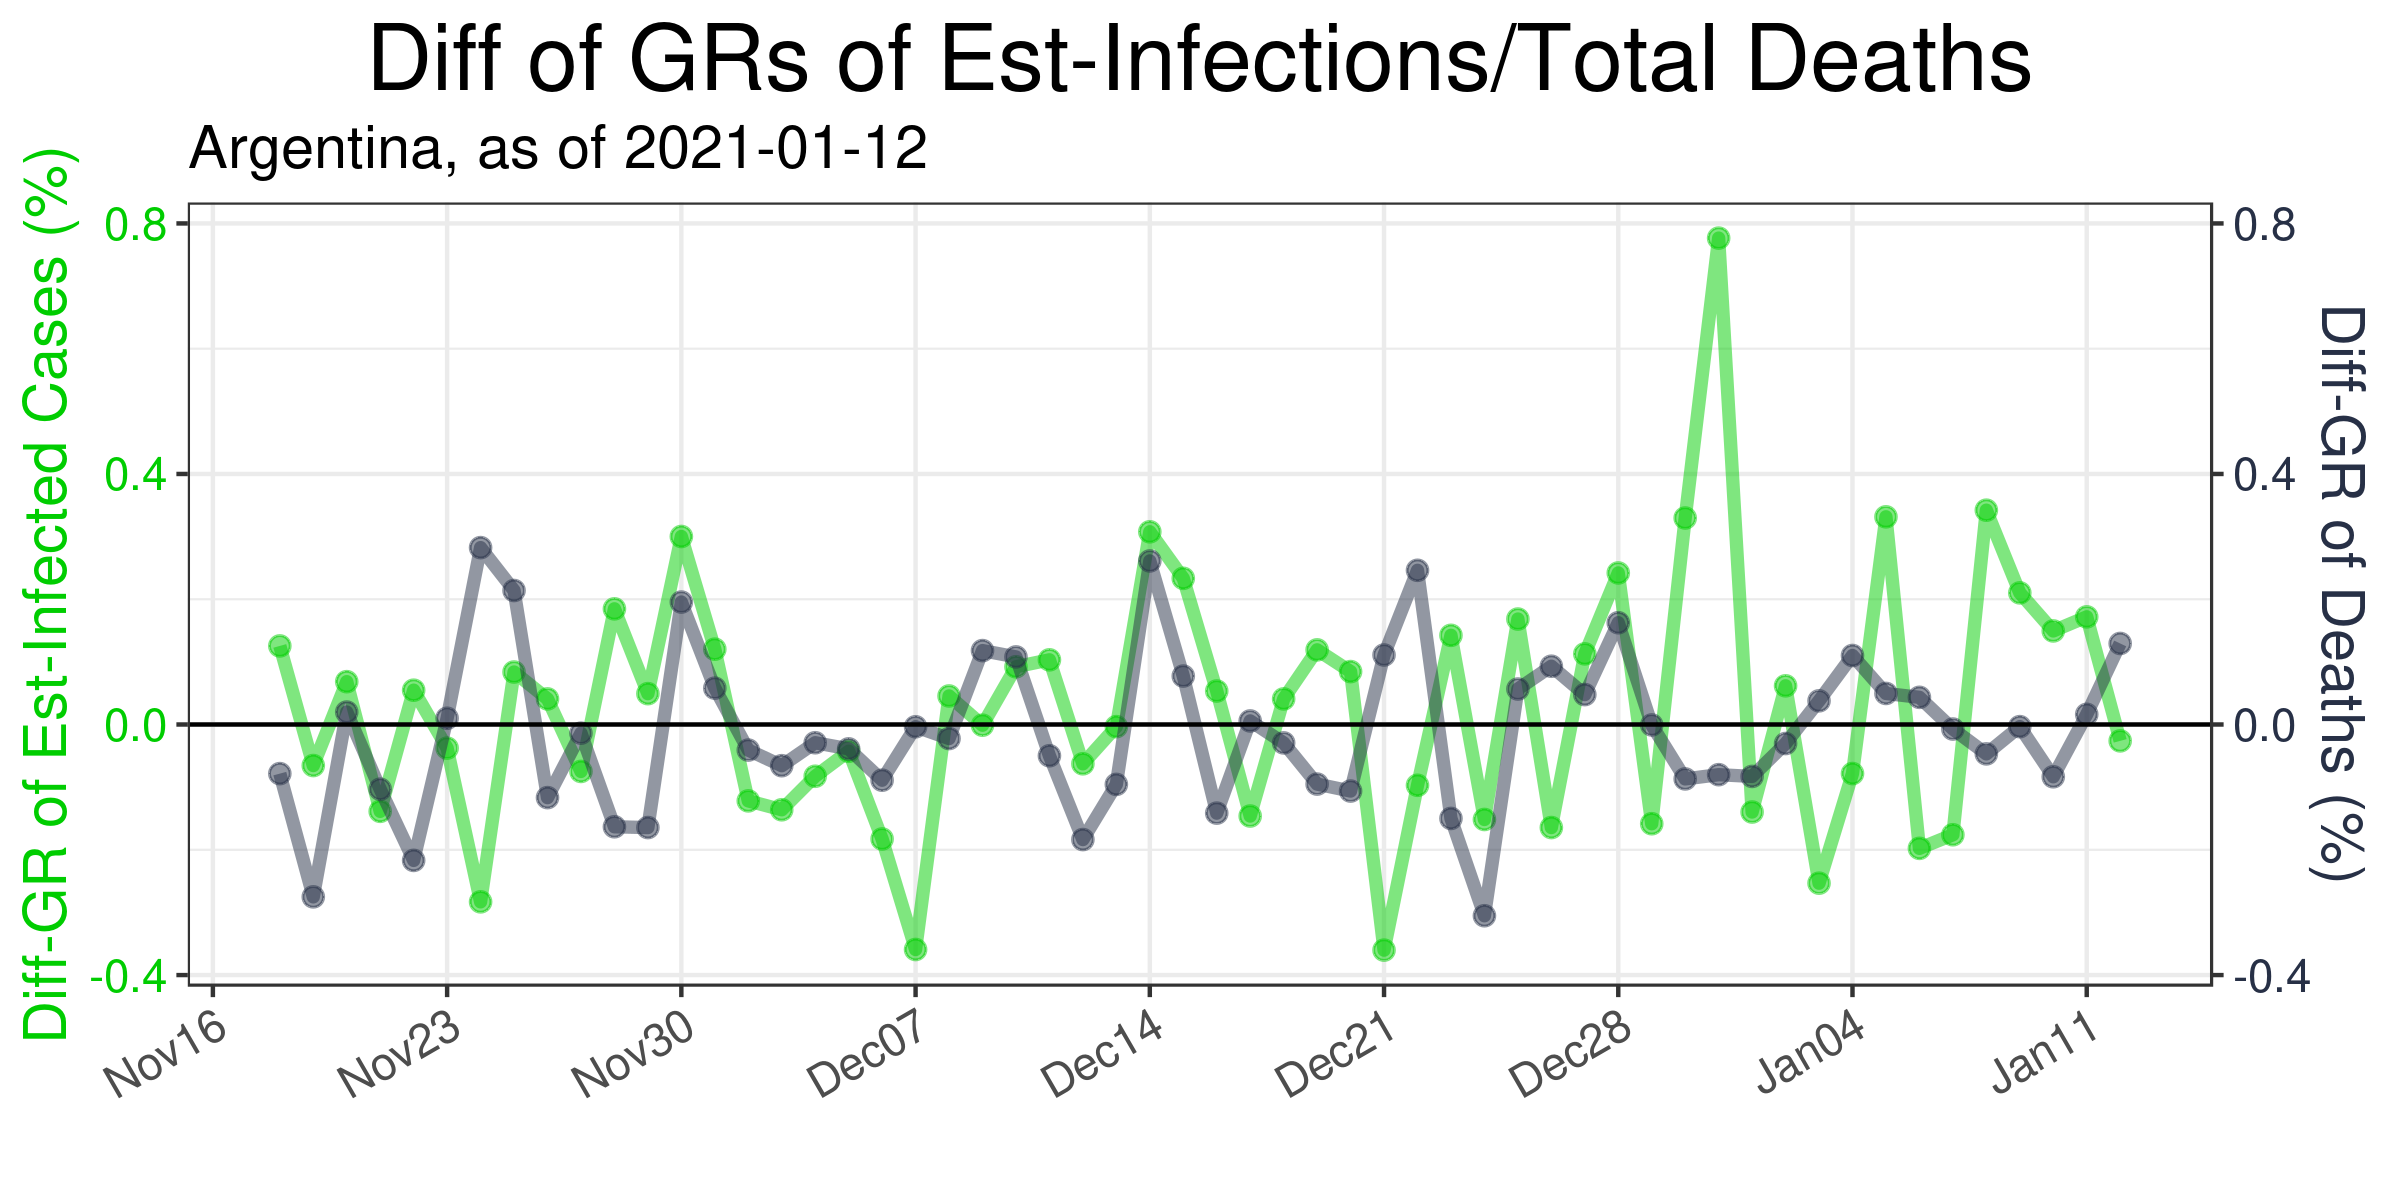 Diff of GRs of Est-Infections/Total Deaths
Argentina, as of 2021-01-12
Diff-GR of Est-Infected Cases (%)
0.8
0.4
0.0
-0.4
0.8
0.4
0.0
-0.4
Diff-GR of Deaths (%)
Nov16
Nov23
Nov30
Dec07
Dec14
Dec21
Dec28
Jan04
Jan11